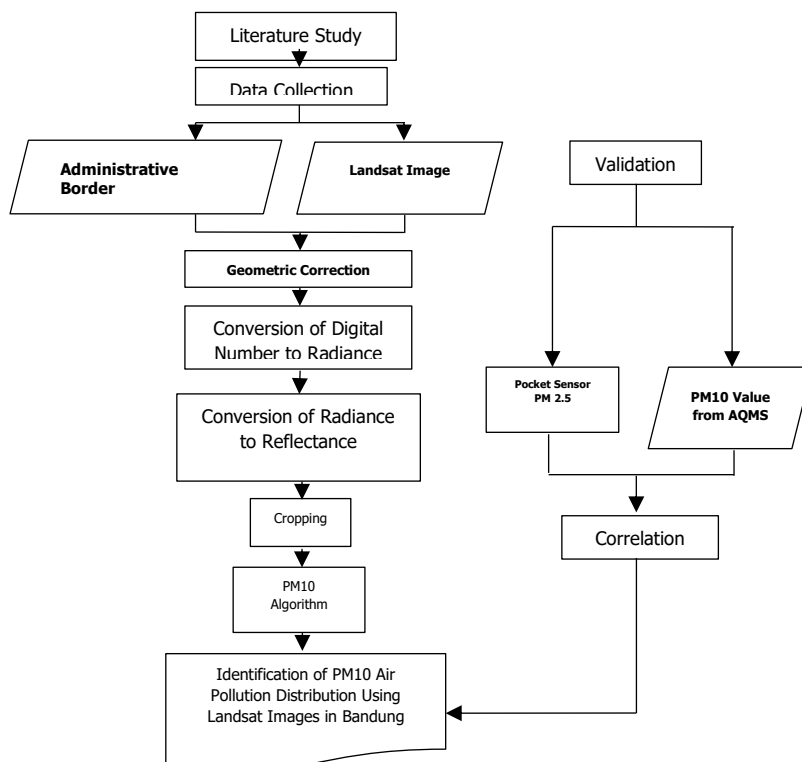 Literature Study
Data Collection
Administrative
Border
Landsat Image
Geometric Correction
Conversion of Digital
Number to Radiance
Conversion of Radiance
to Reflectance
Cropping
PM10
Algorithm
Identification of PM10 Air
Pollution Distribution Using
Landsat Images in Bandung
Validation
Pocket Sensor
PM 2.5
PM10 Value
from AQMS
Correlation